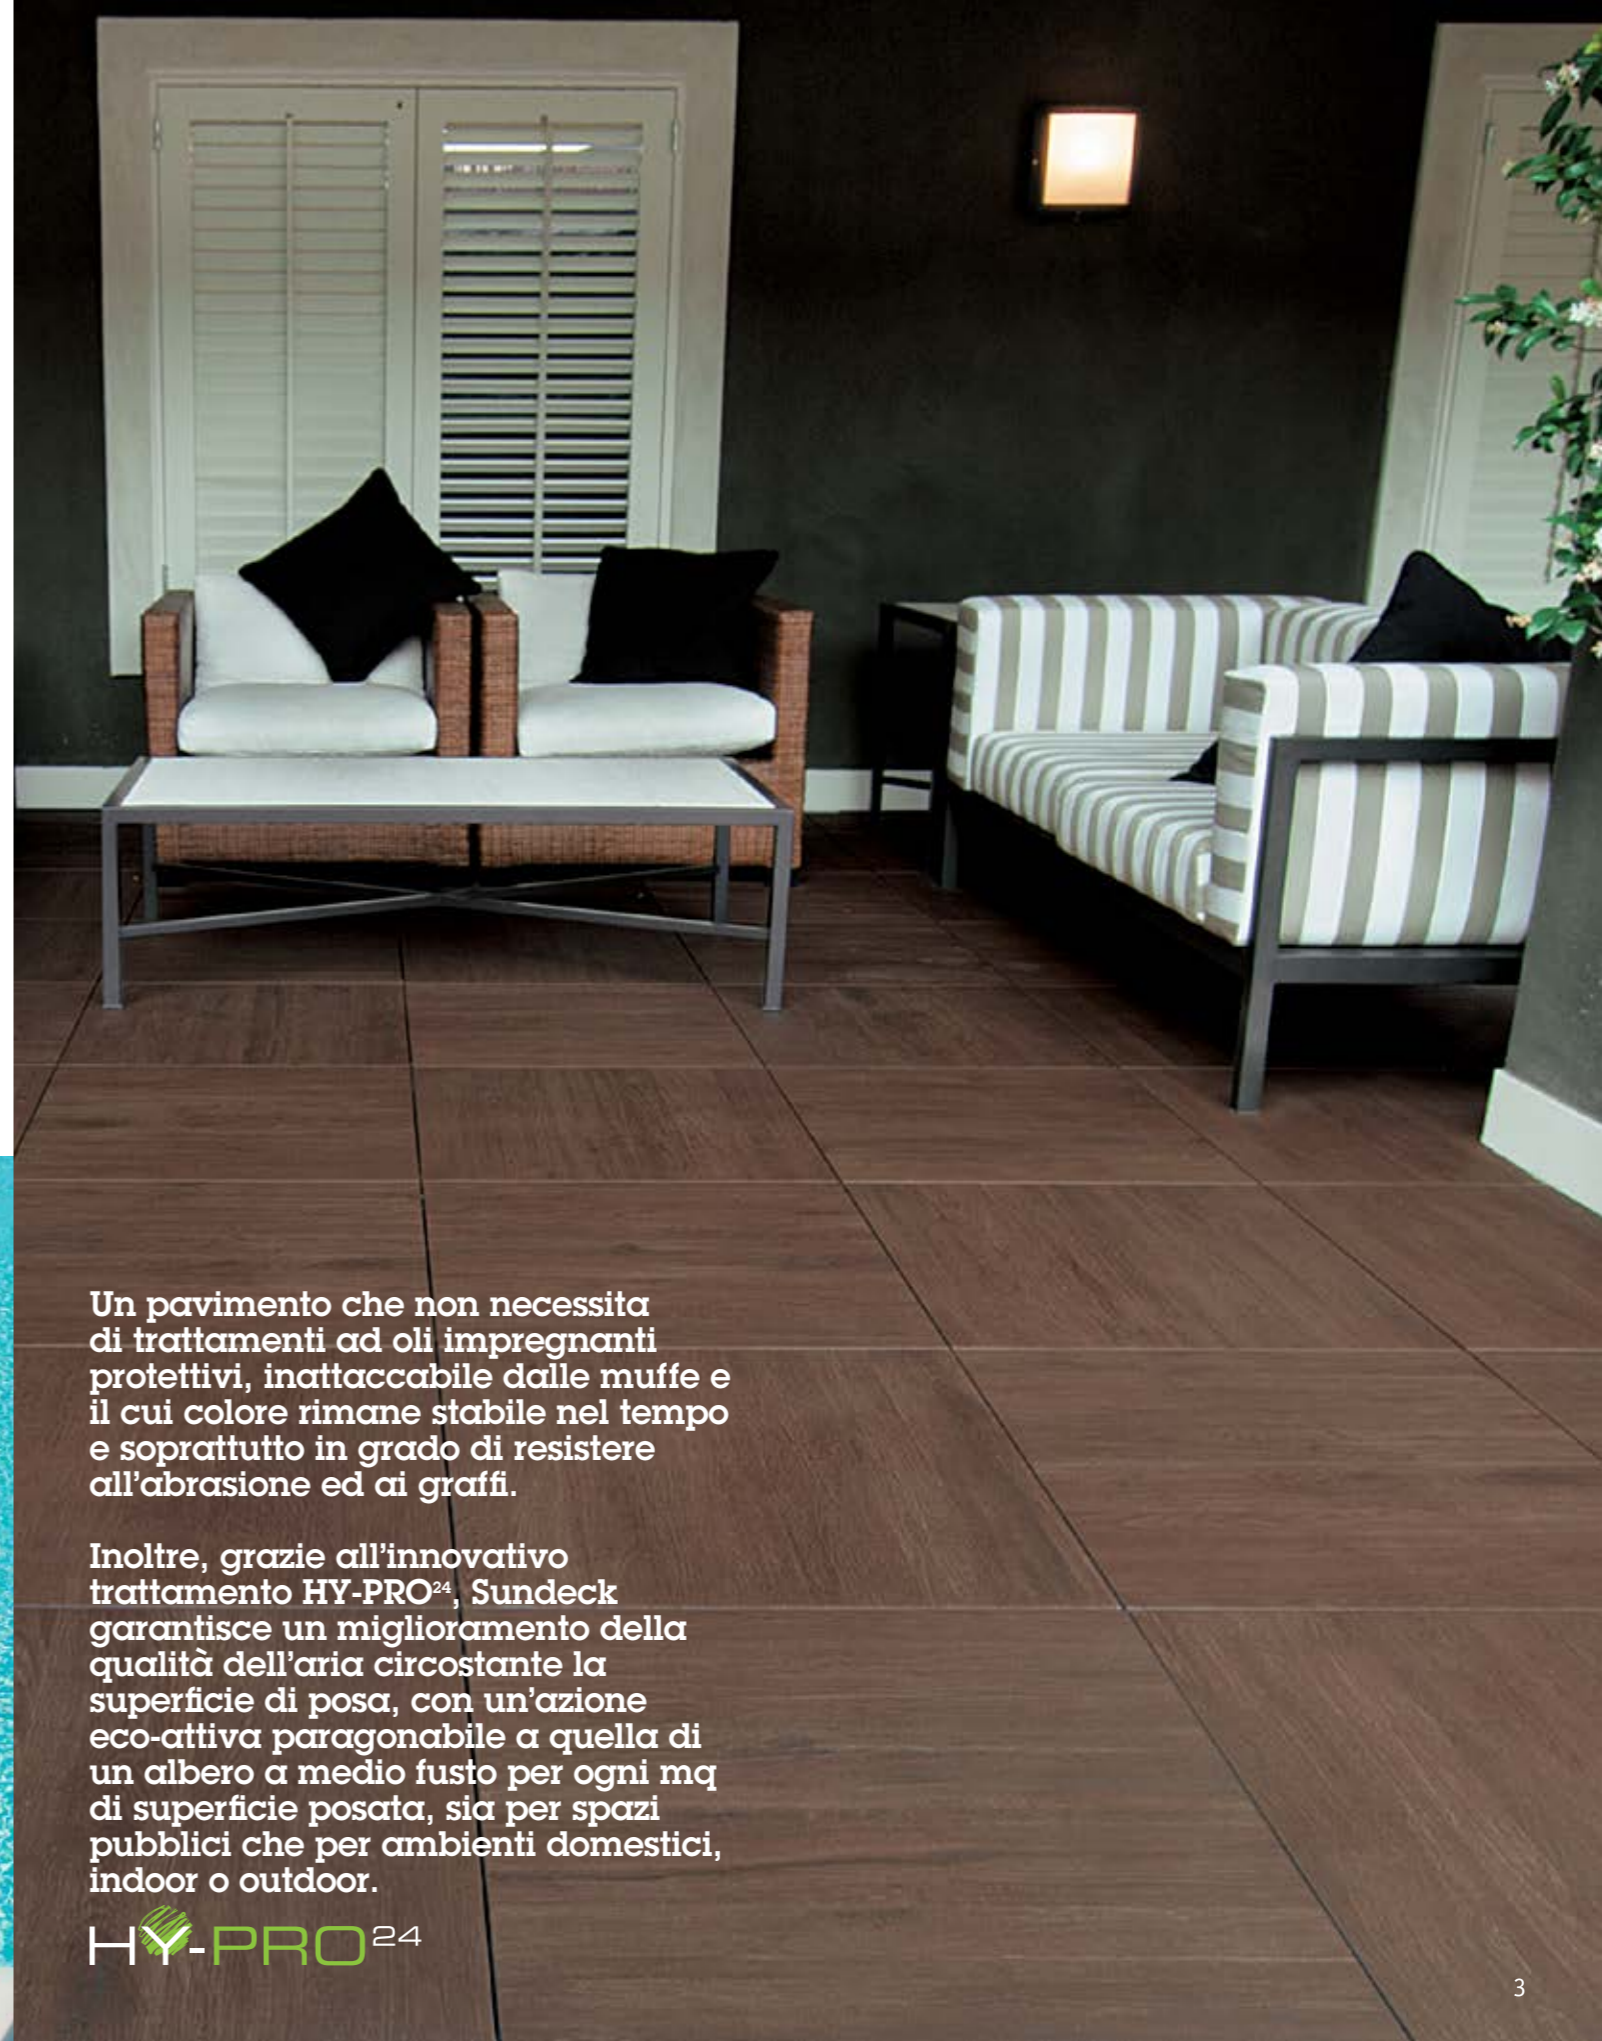 Un pavimento che non necessita
di trattamenti ad oli impregnanti
protettivi, inattaccabile dalle muffe e
il cui colore rimane stabile nel tempo
e soprattutto in grado di resistere
all’abrasione ed ai graffi.
Inoltre, grazie all’innovativo
trattamento HY-PRO²⁴, Sundeck
garantisce un miglioramento della
qualità dell’aria circostante la
superficie di posa, con un’azione
eco-attiva paragonabile a quella di
un albero a medio fusto per ogni mq
di superficie posata, sia per spazi
pubblici che per ambienti domestici,
indoor o outdoor.
HY-PRO²⁴
3